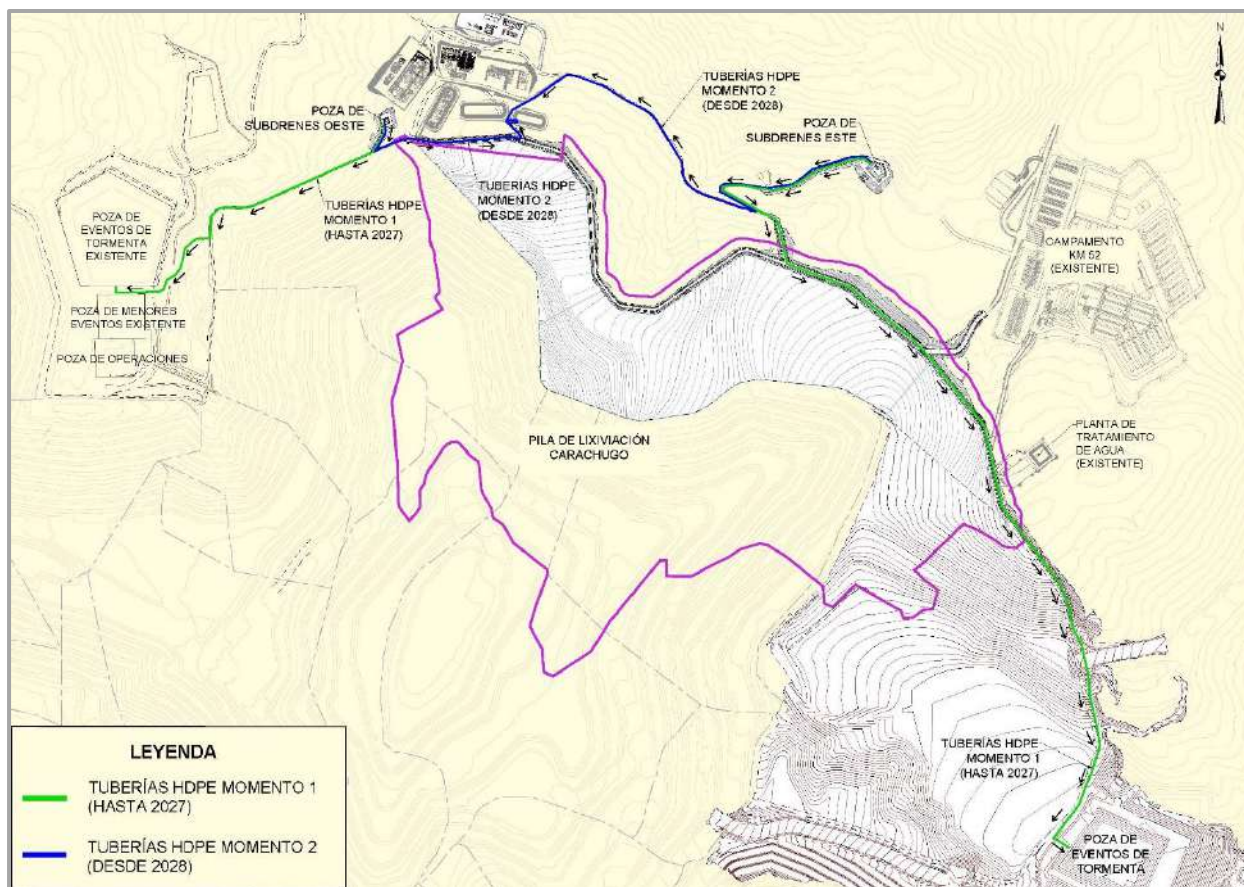 N
TUBERÍAS HDPE
MOMENTO 2
(DESDE 2028)
POZA DE
SUBDRENES OESTE
POZA DE
SUBDRENES ESTE
TUBERÍAS HDPE
MOMENTO 2
(DESDE 2028)
TUBERÍAS HDPE
MOMENTO 1
(HASTA 2027)
POZA DE
EVENTOS DE
TORMENTA
EXISTENTE
CAMPAMENTO
KM 52
(EXISTENTE)
POZA DE MENORES
EVENTOS EXISTENTE
POZA DE OPERACIONES
PILA DE LIXIVIACIÓN
CARACHUGO
PLANTA DE
TRATAMIENTO
DE AGUA
(EXISTENTE)
TUBERÍAS HDPE
MOMENTO 1
(HASTA 2027)
POZA DE
EVENTOS DE
TORMENTA
LEYENDA
TUBERÍAS HDPE MOMENTO 1
(HASTA 2027)
TUBERÍAS HDPE MOMENTO 2
(DESDE 2028)